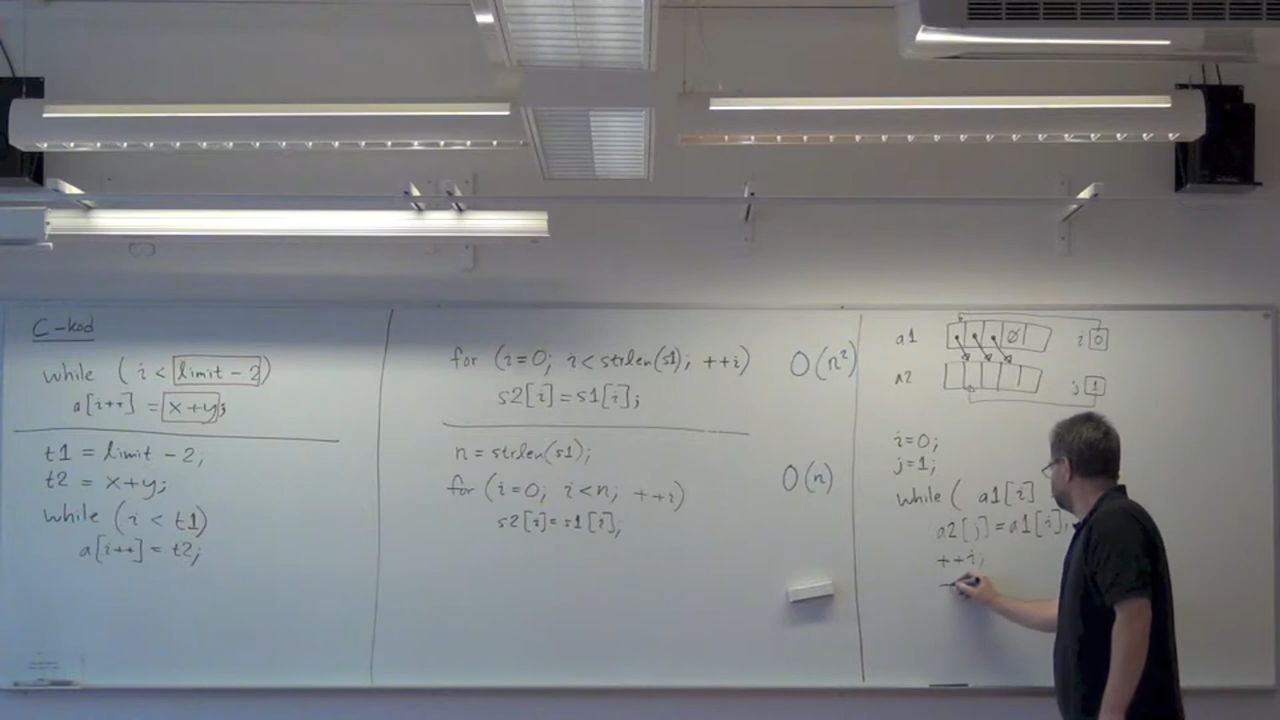 C-kod
while ( i < limit - 2 )
a[i++] = x+y;
t1 = limit - 2;
t2 = x+y;
while (i < t1)
a[i++] = t2;
for (i=0; i<strlen(s1); ++i)
s2[i]=s1[i];
O(n²)
n = strlen(s1);
for (i=0; i<n; ++i)
s2[i]=s1[i];
O(n)
a1 Ø i 0
a2 j 1
i=0;
j=1;
while ( a1[i]
a2[j]=a1[i];
++i;